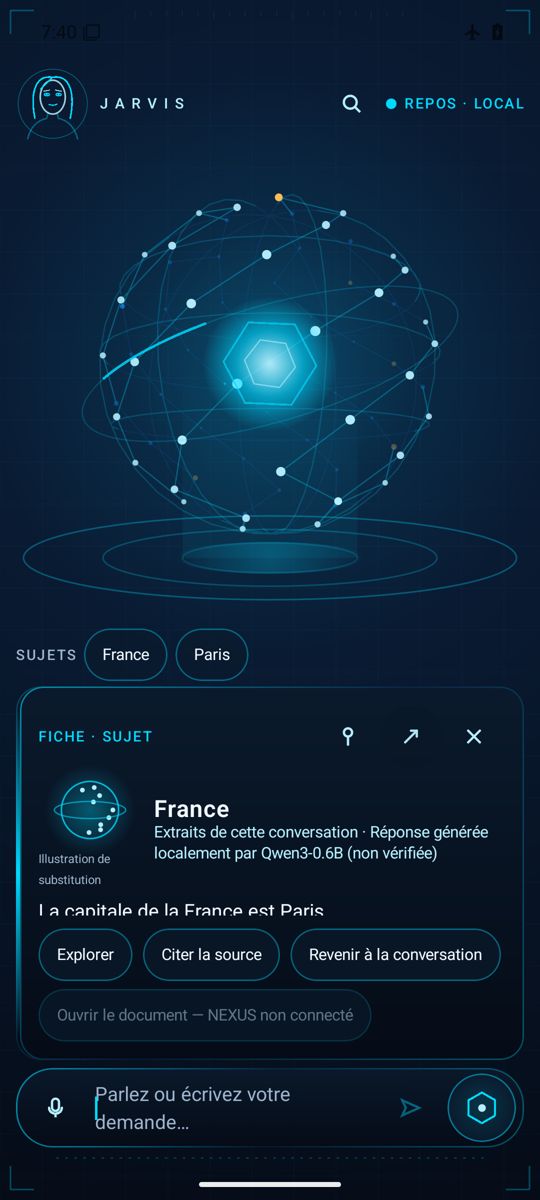 7:40
JARVIS
REPOS · LOCAL
SUJETS
France
Paris
FICHE · SUJET
France
Extraits de cette conversation · Réponse générée
localement par Qwen3-0.6B (non vérifiée)
Illustration de
substitution
La capitale de la France est Paris
Explorer
Citer la source
Revenir à la conversation
Ouvrir le document — NEXUS non connecté
Parlez ou écrivez votre
demande…